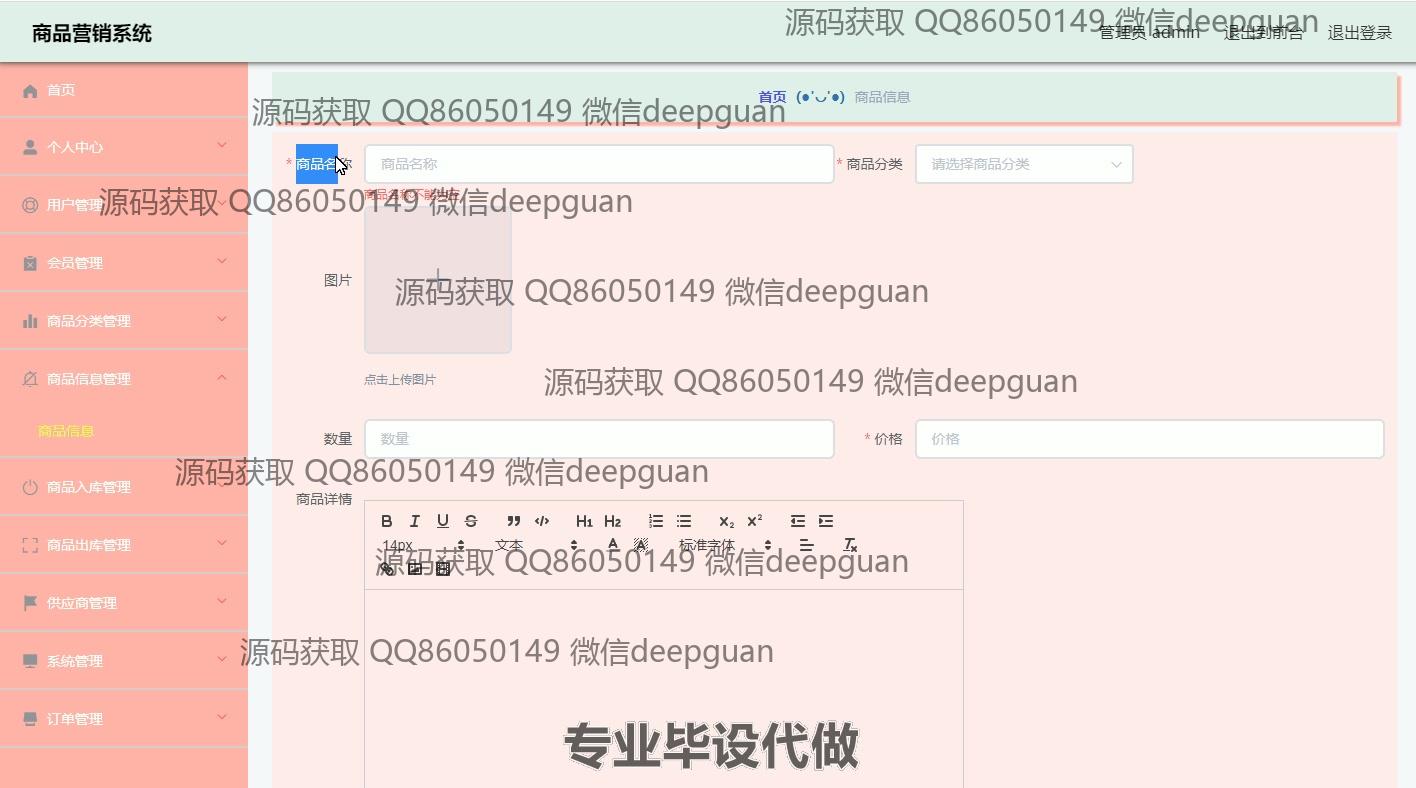 商品营销系统
源码获取 QQ86050149 微信deepguan
管理员 admin 退出到前台 退出登录
首页
首页 (●'◡'●) 商品信息
源码获取 QQ86050149 微信deepguan
个人中心
* 商品名称 商品名称
* 商品分类 请选择商品分类
商品名称不能为空
用户管理
源码获取 QQ86050149 微信deepguan
会员管理
图片
源码获取 QQ86050149 微信deepguan
商品分类管理
商品信息管理
点击上传图片
源码获取 QQ86050149 微信deepguan
商品信息
数量 数量
* 价格 价格
源码获取 QQ86050149 微信deepguan
商品入库管理
商品详情
B I U S H1 H2 X₂ X²
14px 文本 A A 标准字体 Tx
商品出库管理
源码获取 QQ86050149 微信deepguan
供应商管理
源码获取 QQ86050149 微信deepguan
系统管理
订单管理
专业毕设代做